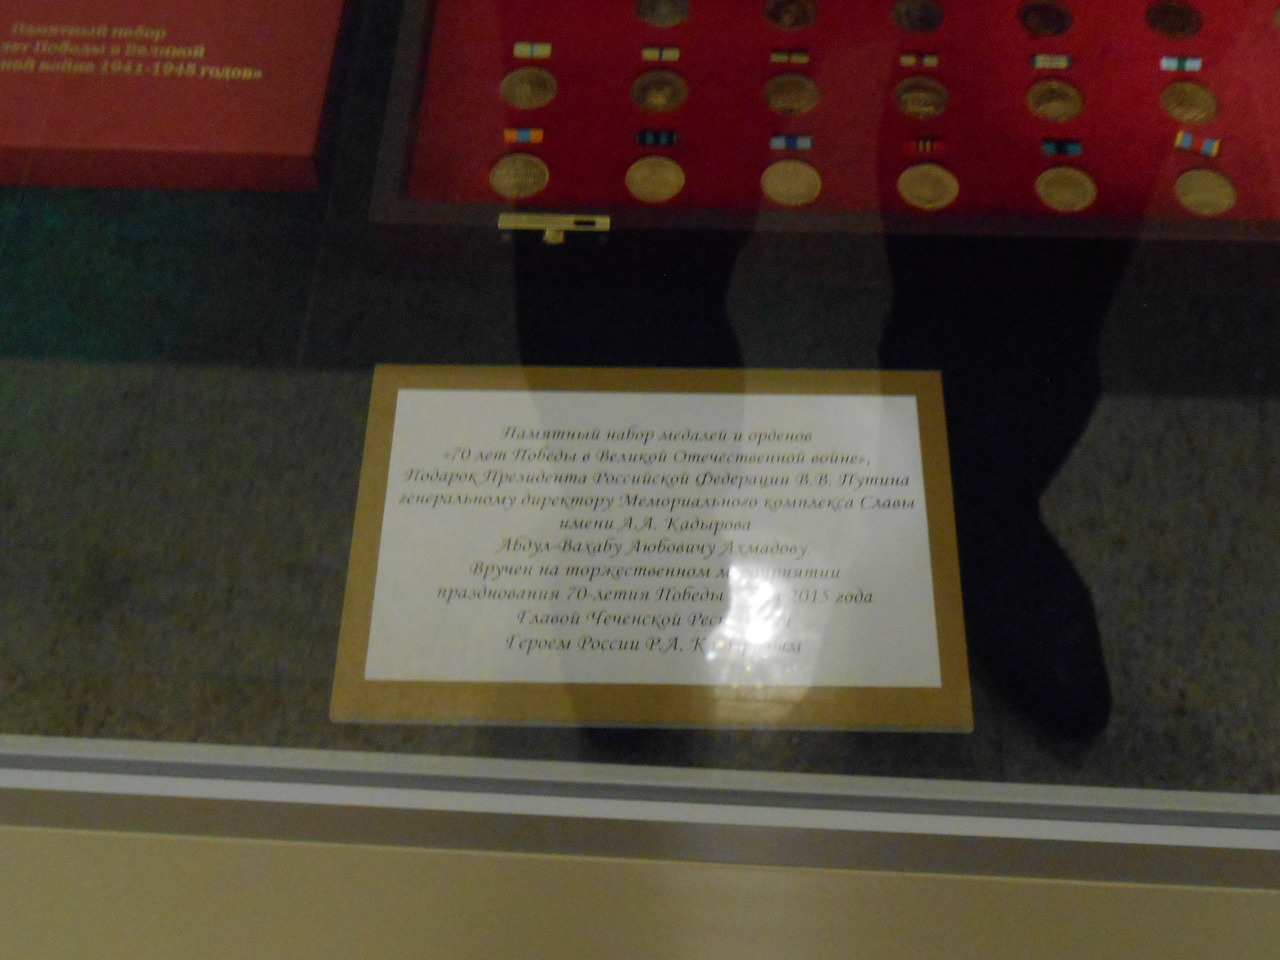 Памятный набор
лет Победы в Великой
войне 1941-1945 годов»
Памятный набор медалей и орденов
«70 лет Победы в Великой Отечественной войне»,
Подарок Президента Российской Федерации В.В. Путина
генеральному директору Мемориального комплекса Славы
имени А.А. Кадырова
Абдул-Вахабу Аюбовичу Ахмадову.
Вручен на торжественном мероприятии
празднования 70-летия Победы 2015 года
Главой Чеченской
Героем России Р.А. Кадыровым